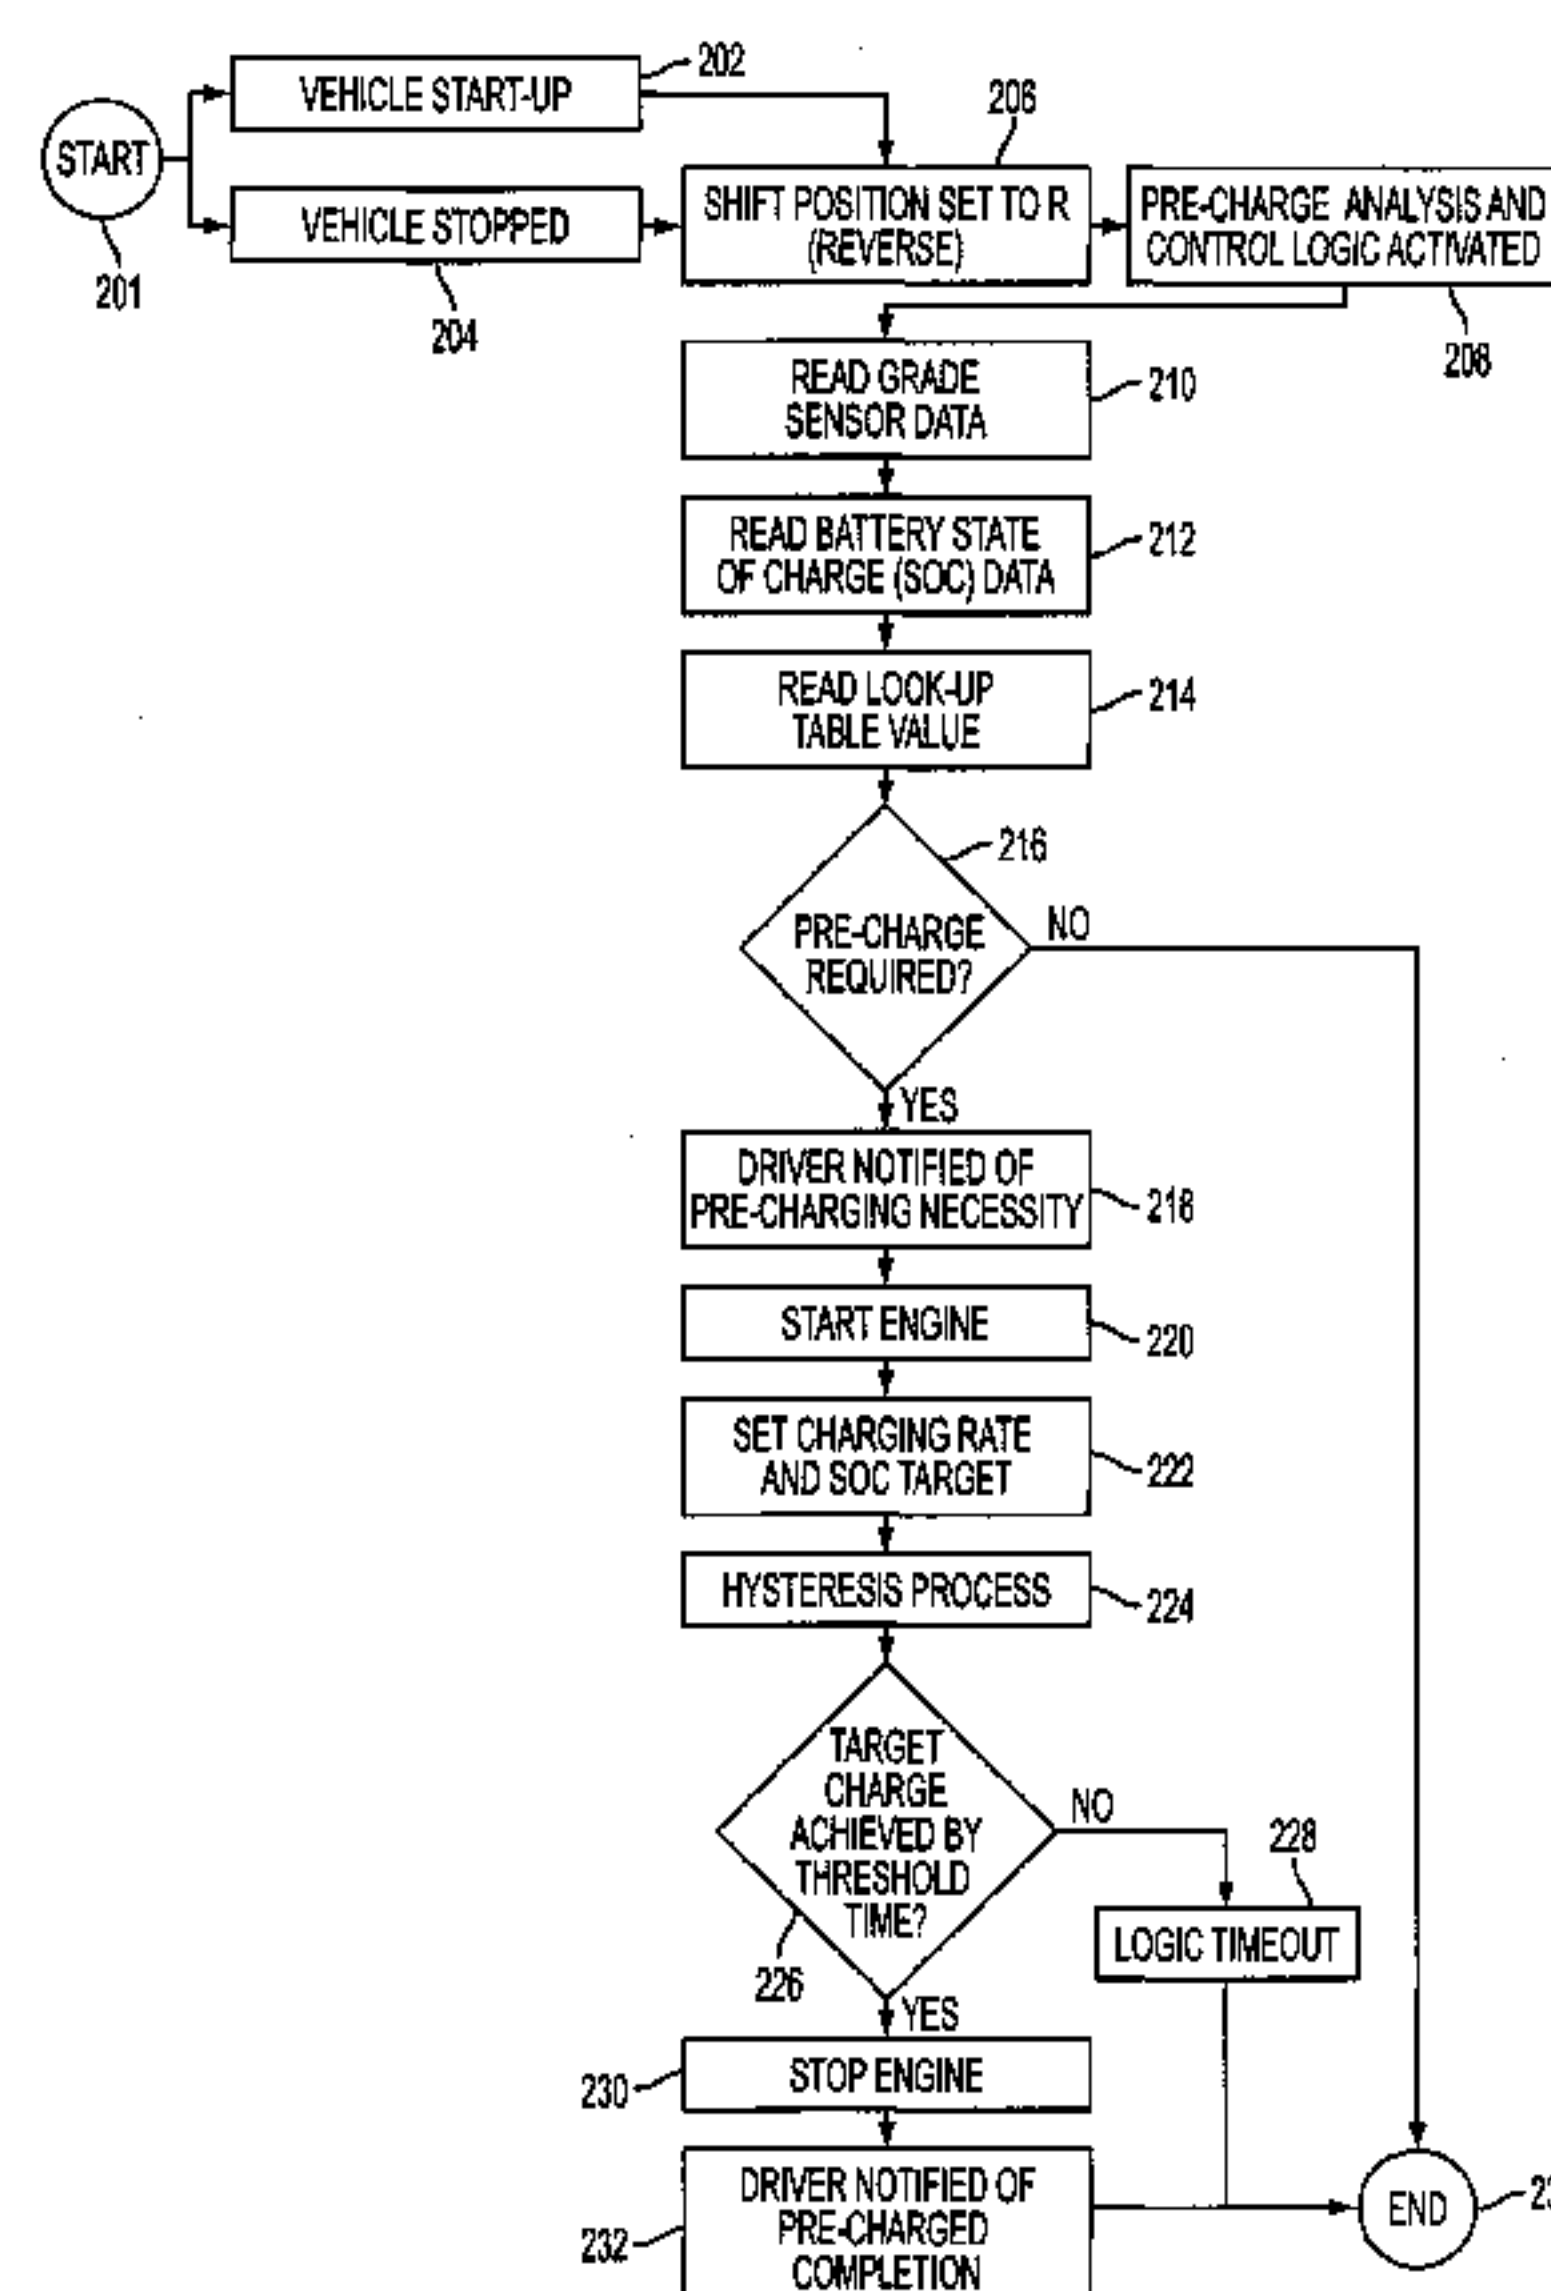 202
VEHICLE START-UP
START
201
VEHICLE STOPPED
204
206
SHIFT POSITION SET TO R
(REVERSE)
PRE-CHARGE ANALYSIS AND
CONTROL LOGIC ACTIVATED
208
READ GRADE
SENSOR DATA
210
READ BATTERY STATE
OF CHARGE (SOC) DATA
212
READ LOOK-UP
TABLE VALUE
214
216
PRE-CHARGE
REQUIRED?
NO
YES
DRIVER NOTIFIED OF
PRE-CHARGING NECESSITY
218
START ENGINE
220
SET CHARGING RATE
AND SOC TARGET
222
HYSTERESIS PROCESS
224
TARGET
CHARGE
ACHIEVED BY
THRESHOLD
TIME?
226
NO
228
LOGIC TIMEOUT
YES
STOP ENGINE
230
DRIVER NOTIFIED OF
PRE-CHARGED
COMPLETION
232
END